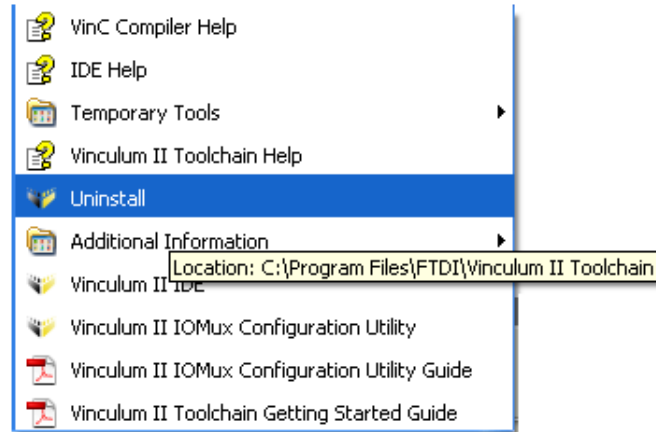 VinC Compiler Help
IDE Help
Temporary Tools
Vinculum II Toolchain Help
Uninstall
Additional Information
Location: C:\Program Files\FTDI\Vinculum II Toolchain
Vinculum II IDE
Vinculum II IOMux Configuration Utility
Vinculum II IOMux Configuration Utility Guide
Vinculum II Toolchain Getting Started Guide